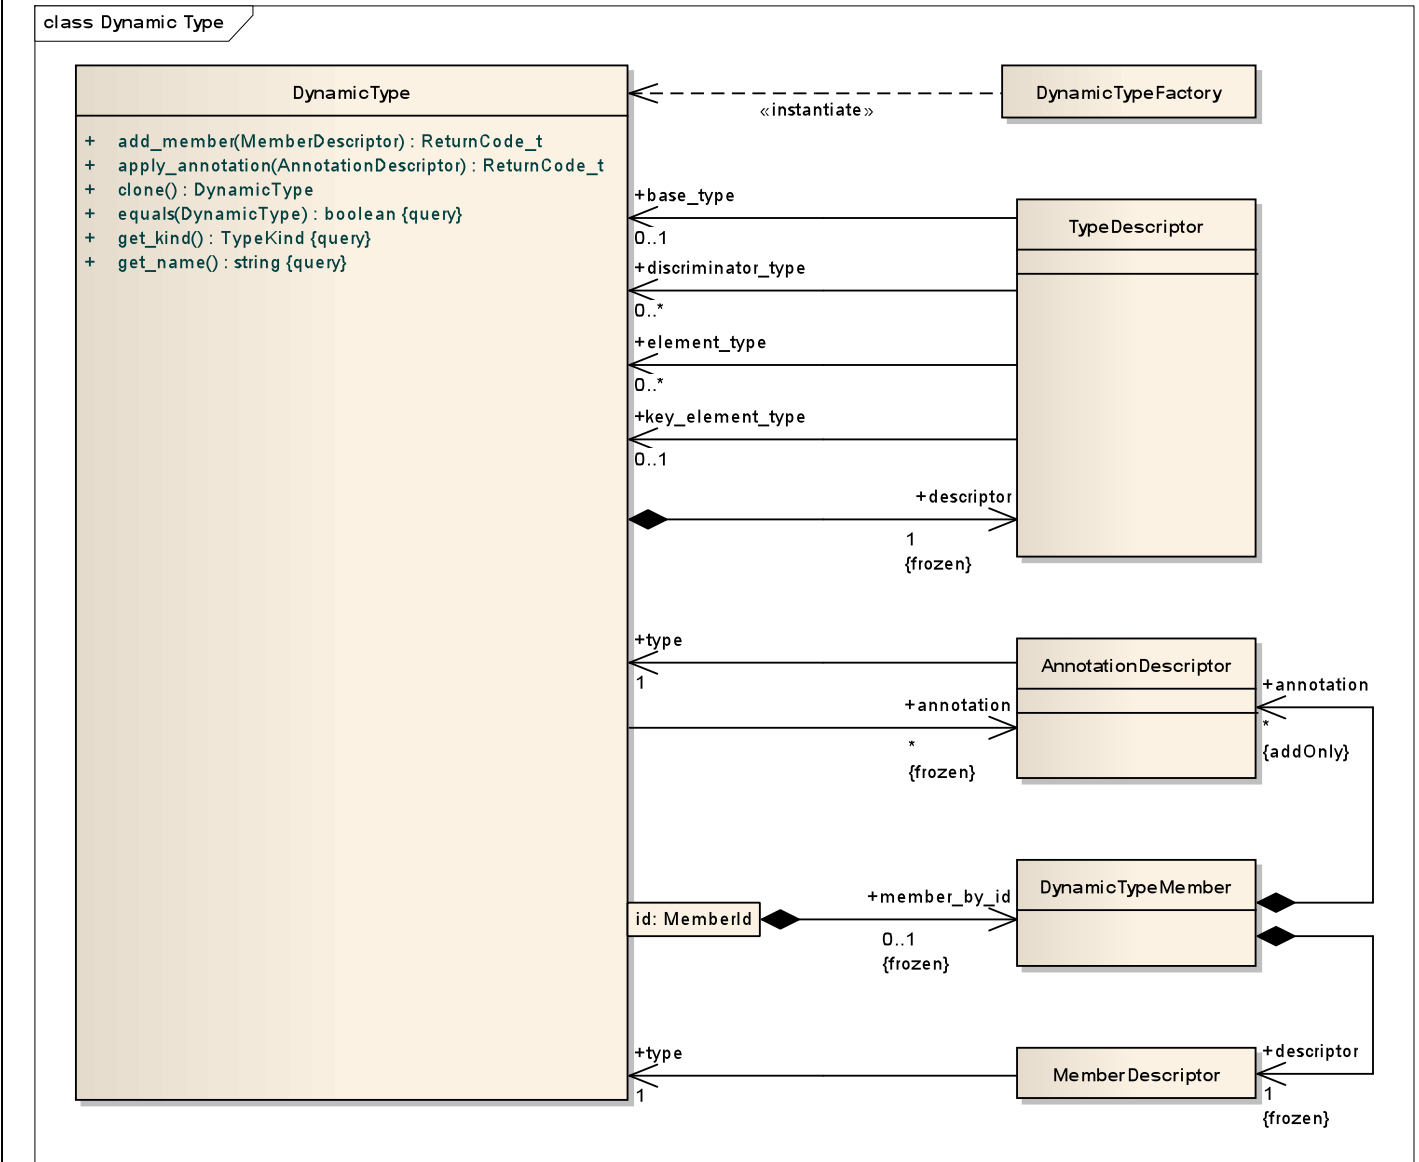 class Dynamic Type
DynamicType
+ add_member(MemberDescriptor) : ReturnCode_t
+ apply_annotation(AnnotationDescriptor) : ReturnCode_t
+ clone() : DynamicType
+ equals(DynamicType) : boolean {query}
+ get_kind() : TypeKind {query}
+ get_name() : string {query}
«instantiate»
DynamicTypeFactory
+base_type
0..1
+discriminator_type
0..*
+element_type
0..*
+key_element_type
0..1
TypeDescriptor
+descriptor
1
{frozen}
+type
1
AnnotationDescriptor
+annotation
*
{frozen}
+annotation
*
{addOnly}
id: MemberId
+member_by_id
0..1
{frozen}
DynamicTypeMember
+type
1
MemberDescriptor
+descriptor
1
{frozen}